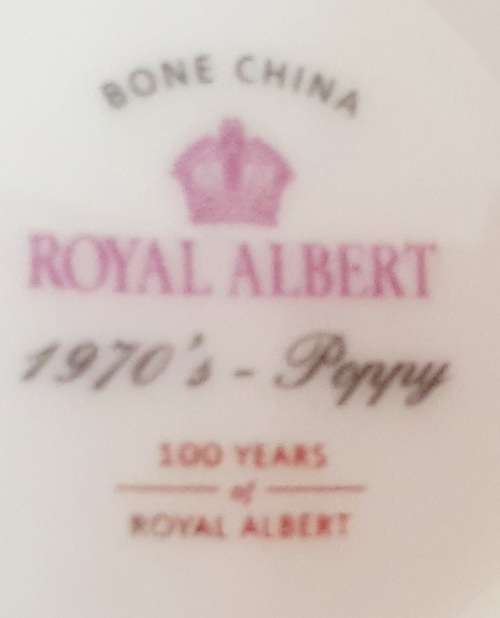 BONE CHINA
ROYAL ALBERT
1970's - Poppy
100 YEARS
of
ROYAL ALBERT